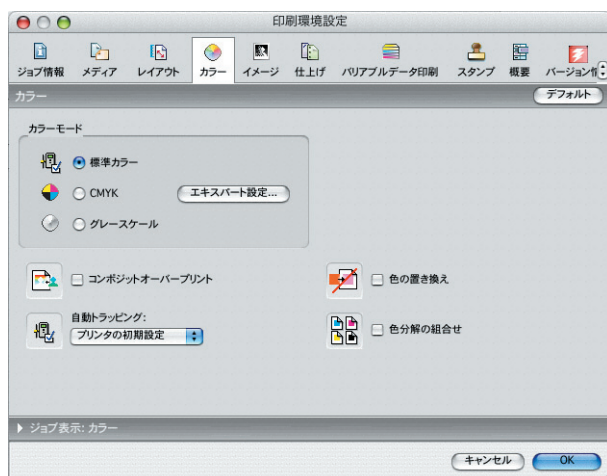 印刷環境設定
ジョブ情報 メディア レイアウト カラー イメージ 仕上げ バリアブルデータ印刷 スタンプ 概要
カラー デフォルト
カラーモード
標準カラー
CMYK エキスパート設定...
グレースケール
コンポジットオーバープリント 色の置き換え
自動トラッピング:
プリンタの初期設定 色分解の組合せ
ジョブ表示: カラー
キャンセル OK